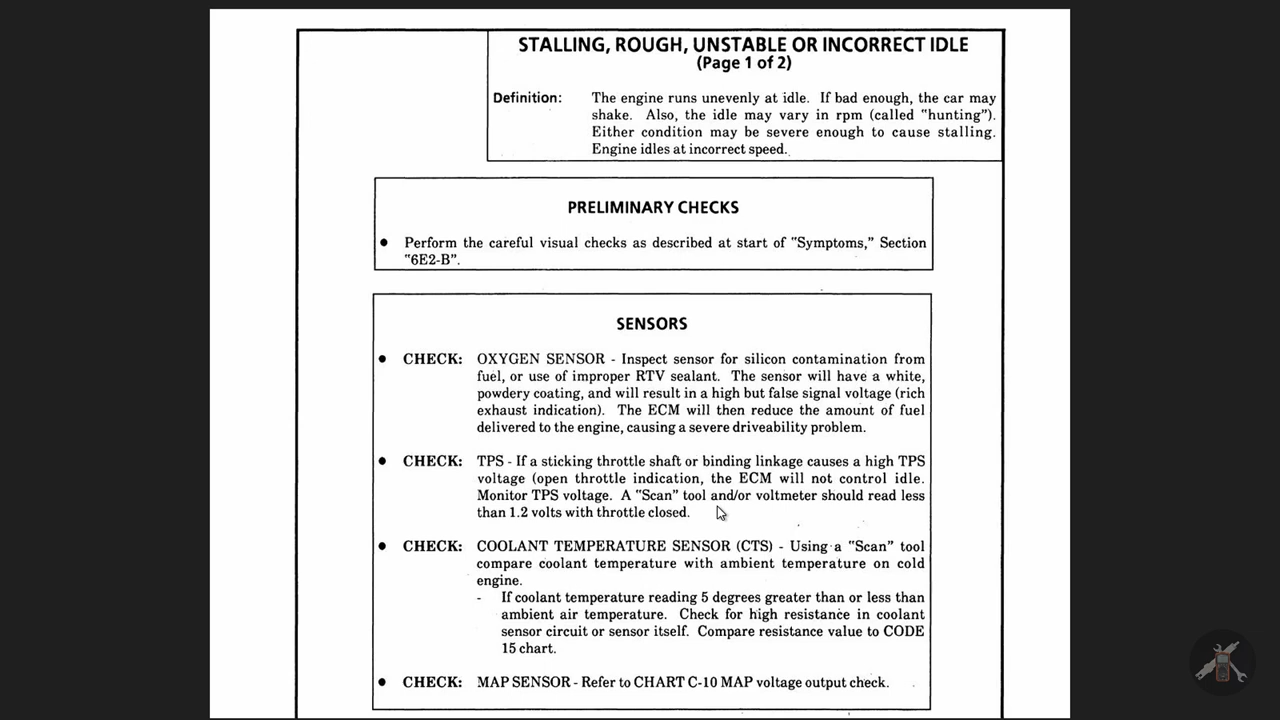 STALLING, ROUGH, UNSTABLE OR INCORRECT IDLE
(Page 1 of 2)
Definition: The engine runs unevenly at idle. If bad enough, the car may
shake. Also, the idle may vary in rpm (called "hunting").
Either condition may be severe enough to cause stalling.
Engine idles at incorrect speed.
PRELIMINARY CHECKS
● Perform the careful visual checks as described at start of "Symptoms," Section
"6E2-B".
SENSORS
● CHECK: OXYGEN SENSOR - Inspect sensor for silicon contamination from
fuel, or use of improper RTV sealant. The sensor will have a white,
powdery coating, and will result in a high but false signal voltage (rich
exhaust indication). The ECM will then reduce the amount of fuel
delivered to the engine, causing a severe driveability problem.
● CHECK: TPS - If a sticking throttle shaft or binding linkage causes a high TPS
voltage (open throttle indication, the ECM will not control idle.
Monitor TPS voltage. A "Scan" tool and/or voltmeter should read less
than 1.2 volts with throttle closed.
● CHECK: COOLANT TEMPERATURE SENSOR (CTS) - Using a "Scan" tool
compare coolant temperature with ambient temperature on cold
engine.
- If coolant temperature reading 5 degrees greater than or less than
ambient air temperature. Check for high resistance in coolant
sensor circuit or sensor itself. Compare resistance value to CODE
15 chart.
● CHECK: MAP SENSOR - Refer to CHART C-10 MAP voltage output check.